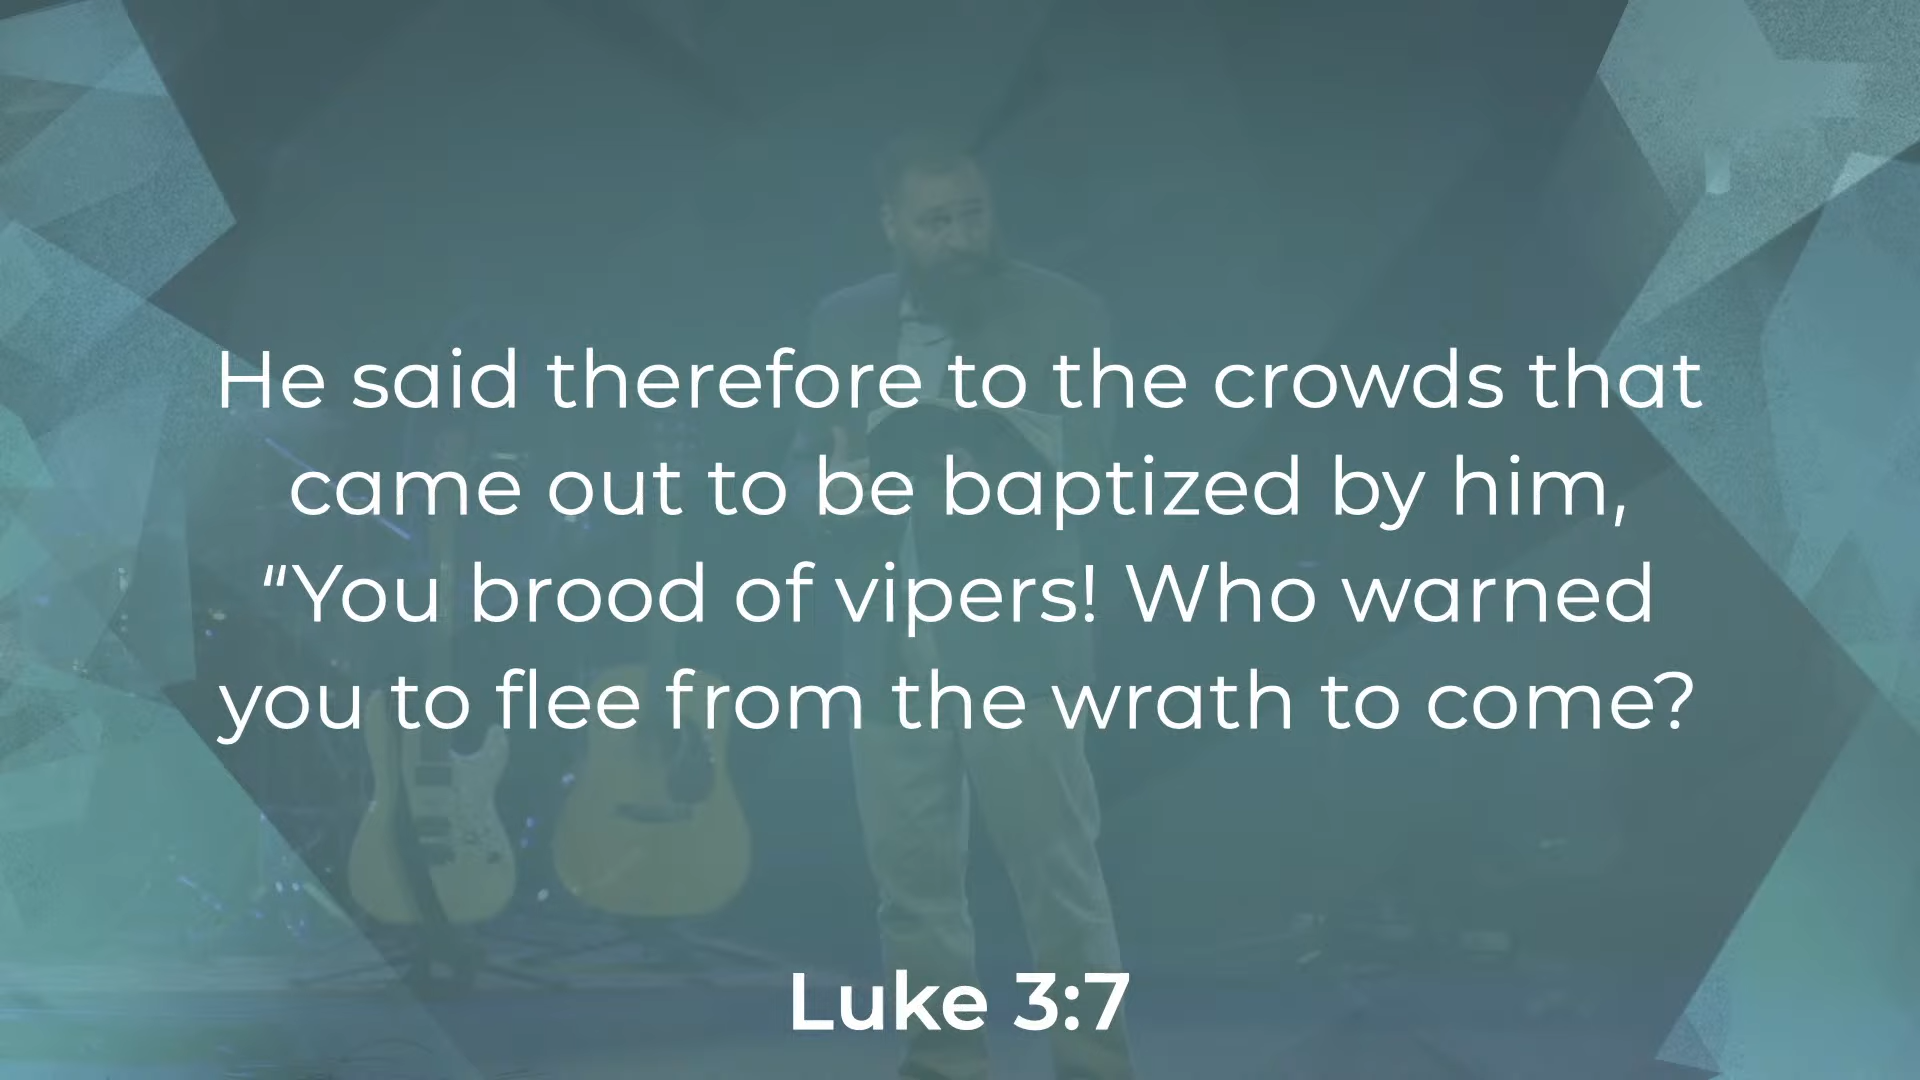 He said therefore to the crowds that
came out to be baptized by him,
“You brood of vipers! Who warned
you to flee from the wrath to come?
Luke 3:7